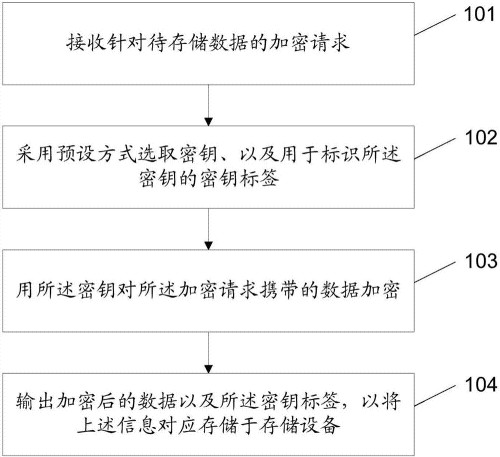 101
接收针对待存储数据的加密请求
102
采用预设方式选取密钥、以及用于标识所述
密钥的密钥标签
103
用所述密钥对所述加密请求携带的数据加密
104
输出加密后的数据以及所述密钥标签，以将
上述信息对应存储于存储设备